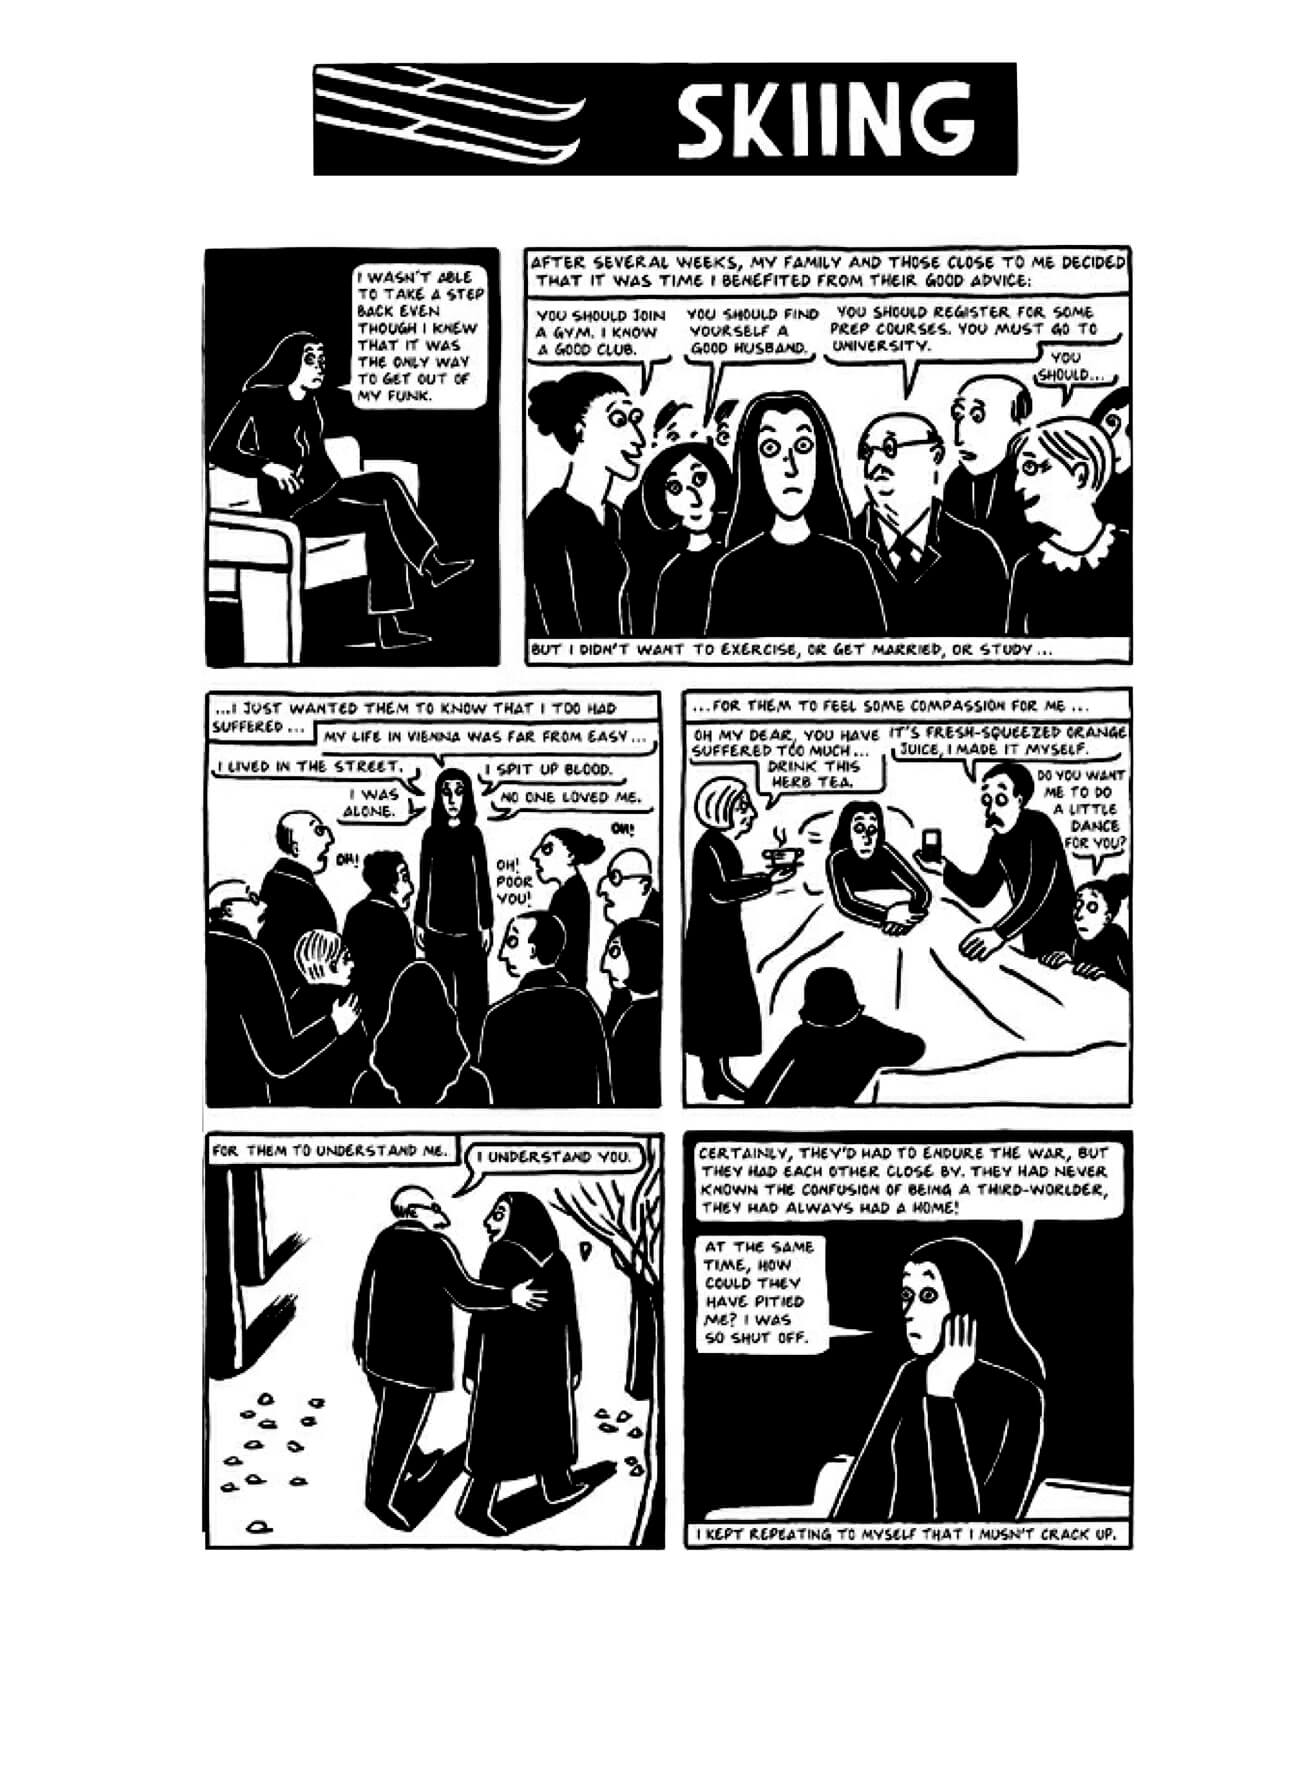 SKIING
I WASN'T ABLE
TO TAKE A STEP
BACK EVEN
THOUGH I KNEW
THAT IT WAS
THE ONLY WAY
TO GET OUT OF
MY FUNK.
AFTER SEVERAL WEEKS, MY FAMILY AND THOSE CLOSE TO ME DECIDED
THAT IT WAS TIME I BENEFITED FROM THEIR GOOD ADVICE:
YOU SHOULD JOIN
A GYM. I KNOW
A GOOD CLUB.
YOU SHOULD FIND
YOURSELF A
GOOD HUSBAND.
YOU SHOULD REGISTER FOR SOME
PREP COURSES. YOU MUST GO TO
UNIVERSITY.
YOU
SHOULD...
BUT I DIDN'T WANT TO EXERCISE, OR GET MARRIED, OR STUDY...
...I JUST WANTED THEM TO KNOW THAT I TOO HAD
SUFFERED...
MY LIFE IN VIENNA WAS FAR FROM EASY...
I LIVED IN THE STREET.
I SPIT UP BLOOD.
I WAS
ALONE.
NO ONE LOVED ME.
OH!
OH!
POOR
YOU!
OH!
...FOR THEM TO FEEL SOME COMPASSION FOR ME...
OH MY DEAR, YOU HAVE
SUFFERED TOO MUCH...
DRINK THIS
HERB TEA.
IT'S FRESH-SQUEEZED ORANGE
JUICE, I MADE IT MYSELF.
DO YOU WANT
ME TO DO
A LITTLE
DANCE
FOR YOU?
FOR THEM TO UNDERSTAND ME.
I UNDERSTAND YOU.
CERTAINLY, THEY'D HAD TO ENDURE THE WAR, BUT
THEY HAD EACH OTHER CLOSE BY. THEY HAD NEVER
KNOWN THE CONFUSION OF BEING A THIRD-WORLDER,
THEY HAD ALWAYS HAD A HOME!
AT THE SAME
TIME, HOW
COULD THEY
HAVE PITIED
ME? I WAS
SO SHUT OFF.
I KEPT REPEATING TO MYSELF THAT I MUSN'T CRACK UP.